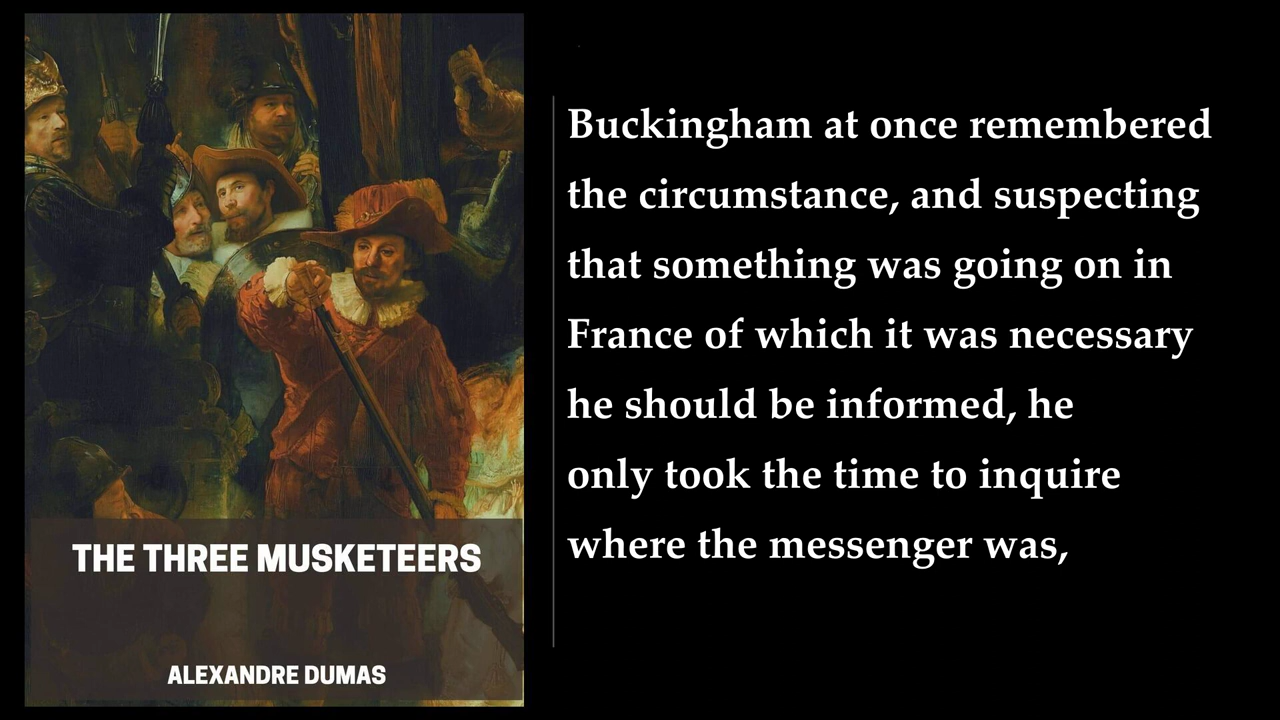 THE THREE MUSKETEERS
ALEXANDRE DUMAS
Buckingham at once remembered
the circumstance, and suspecting
that something was going on in
France of which it was necessary
he should be informed, he
only took the time to inquire
where the messenger was,